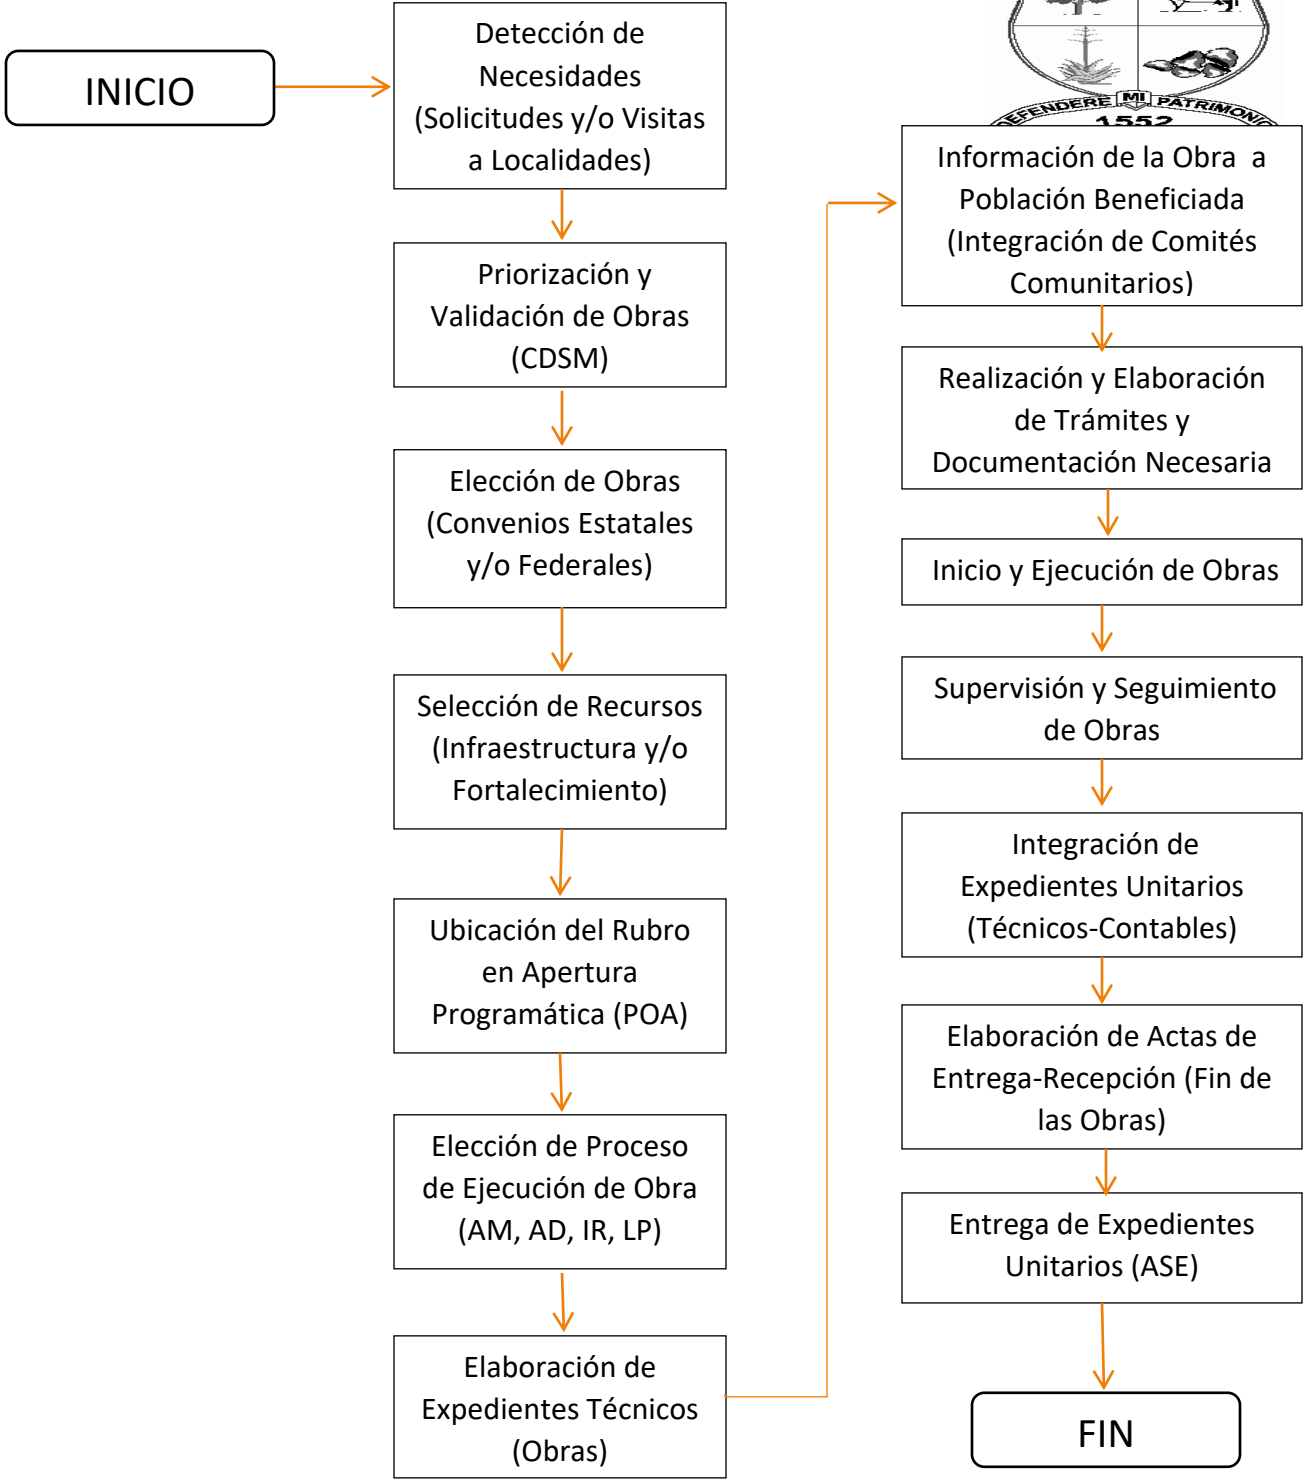 INICIO
Detección de
Necesidades
(Solicitudes y/o Visitas
a Localidades)
Priorización y
Validación de Obras
(CDSM)
Elección de Obras
(Convenios Estatales
y/o Federales)
Selección de Recursos
(Infraestructura y/o
Fortalecimiento)
Ubicación del Rubro
en Apertura
Programática (POA)
Elección de Proceso
de Ejecución de Obra
(AM, AD, IR, LP)
Elaboración de
Expedientes Técnicos
(Obras)
DEFENDERE MI PATRIMONIO
1552
Información de la Obra a
Población Beneficiada
(Integración de Comités
Comunitarios)
Realización y Elaboración
de Trámites y
Documentación Necesaria
Inicio y Ejecución de Obras
Supervisión y Seguimiento
de Obras
Integración de
Expedientes Unitarios
(Técnicos-Contables)
Elaboración de Actas de
Entrega-Recepción (Fin de
las Obras)
Entrega de Expedientes
Unitarios (ASE)
FIN